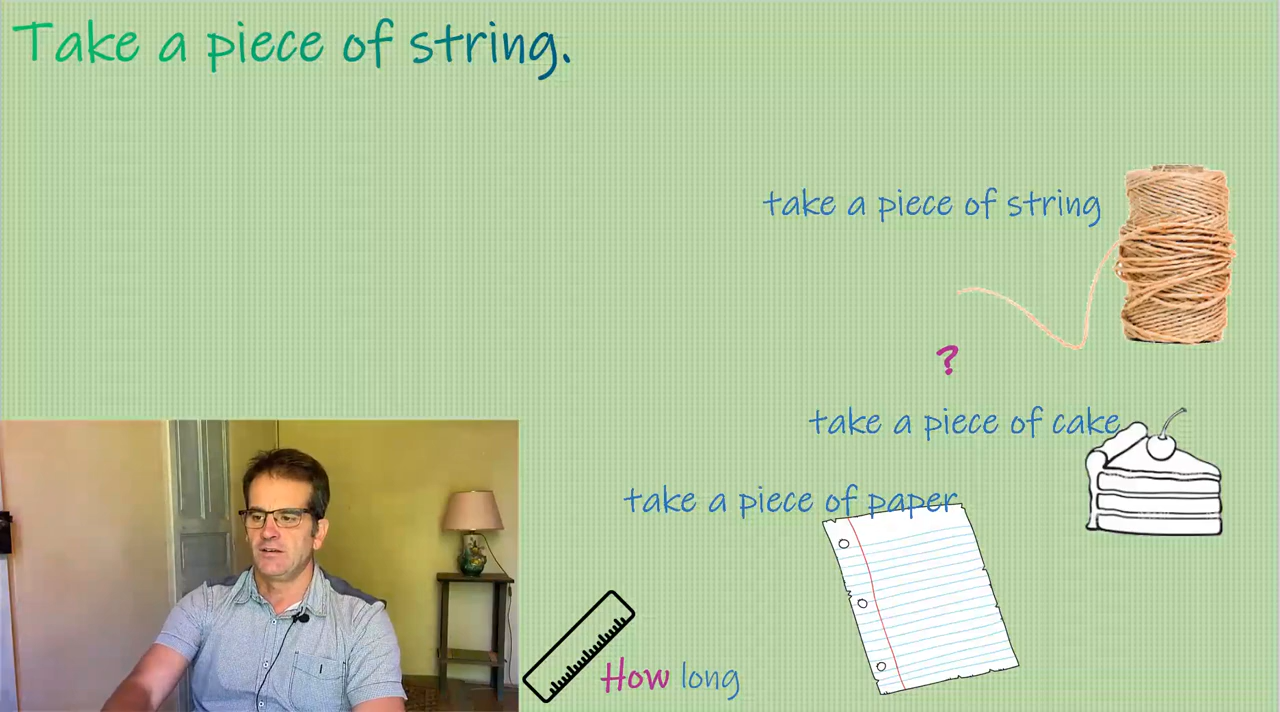 Take a piece of string.
take a piece of string
?
take a piece of cake
take a piece of paper
How long